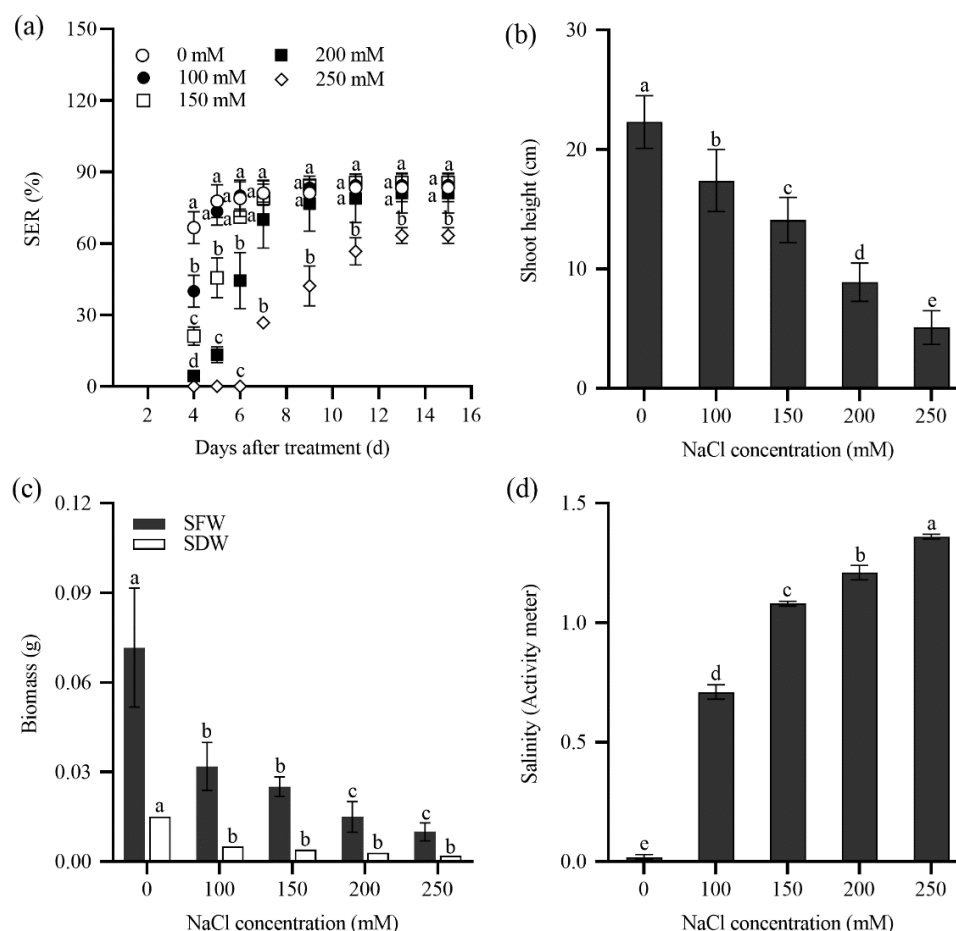 (a)
150
120
90
60
30
0
SER (%)
0 mM
100 mM
150 mM
200 mM
250 mM
a a a a a a a a
a a a a a a a
b b b b b b b b
c c c
d
2 4 6 8 10 12 14 16
Days after treatment (d)
(b)
30
20
10
0
Shoot height (cm)
a
b
c
d
e
0 100 150 200 250
NaCl concentration (mM)
(c)
0.12
0.09
0.06
0.03
0.00
Biomass (g)
SFW
SDW
a
a
b
b
b
b
c
b
c
b
0 100 150 200 250
NaCl concentration (mM)
(d)
1.5
1.0
0.5
0.0
Salinity (Activity meter)
e
d
c
b
a
0 100 150 200 250
NaCl concentration (mM)